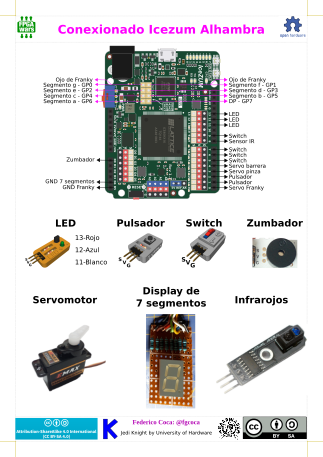 FPGA
wars
Conexionado Icezum Alhambra
open hardware
Ojo de Franky
Segmento g - GP0
Segmento e - GP2
Segmento c - GP4
Segmento a - GP6
Zumbador
GND 7 segmentos
GND Franky
Ojo de Franky
Segmento f - GP1
Segmento d - GP3
Segmento b - GP5
DP - GP7
LED
LED
LED
Switch
Sensor IR
Switch
Switch
Switch
Servo barrera
Servo pinza
Pulsador
Pulsador
Servo Franky
LATTICE
LED
13-Rojo
12-Azul
11-Blanco
Pulsador
S V G
Switch
S V G
Zumbador
Servomotor
EMAX
Display de
7 segmentos
Infrarojos
Attribution-ShareAlike 4.0 International
(CC BY-SA 4.0)
Federico Coca: @fgcoca
Jedi Knight by University of Hardware
CC
BY SA